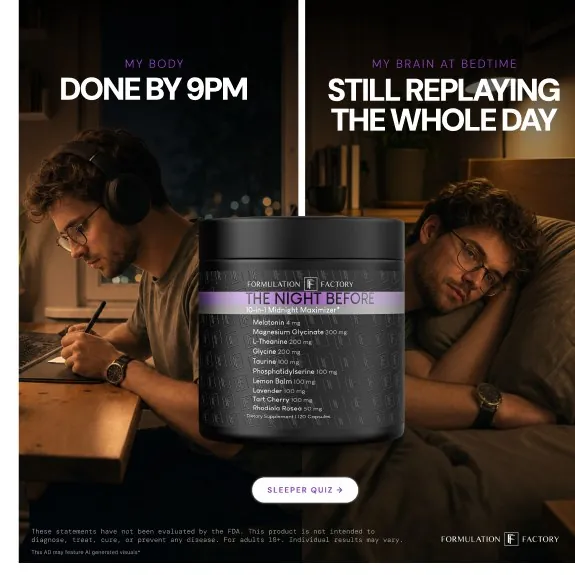 MY BODY
DONE BY 9PM
MY BRAIN AT BEDTIME
STILL REPLAYING
THE WHOLE DAY
FORMULATION F FACTORY
THE NIGHT BEFORE
10-in-1 Midnight Maximizer*
Melatonin 4 mg
Magnesium Glycinate 300 mg
L-Theanine 200 mg
Glycine 200 mg
Taurine 100 mg
Phosphatidylserine 100 mg
Lemon Balm 100 mg
Lavender 100 mg
Tart Cherry 100 mg
Rhodiola Rosea 50 mg
Dietary Supplement | 120 Capsules
SLEEPER QUIZ →
These statements have not been evaluated by the FDA. This product is not intended to
diagnose, treat, cure, or prevent any disease. For adults 18+. Individual results may vary.
This AD may feature AI generated visuals*
FORMULATION F FACTORY